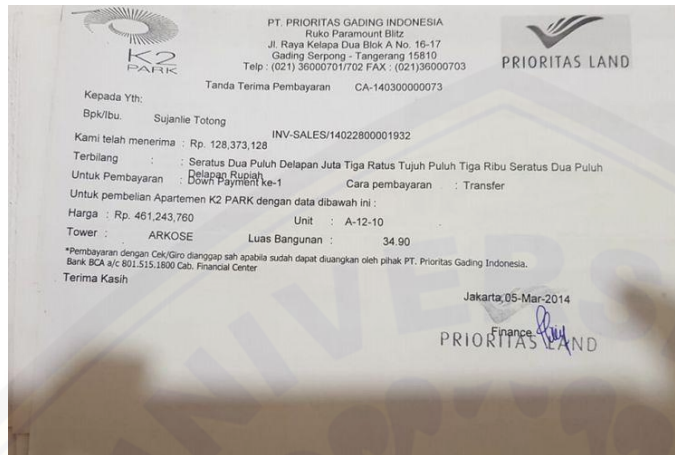 K2
PARK
PT. PRIORITAS GADING INDONESIA
Ruko Paramount Blitz
Jl. Raya Kelapa Dua Blok A No. 16-17
Gading Serpong - Tangerang 15810
Telp : (021) 36000701/702 FAX : (021)36000703
PRIORITAS LAND
Tanda Terima Pembayaran CA-140300000073
Kepada Yth:
Bpk/Ibu. Sujanlie Totong
INV-SALES/14022800001932
Kami telah menerima : Rp. 128,373,128
Terbilang : : Seratus Dua Puluh Delapan Juta Tiga Ratus Tujuh Puluh Tiga Ribu Seratus Dua Puluh
Delapan Rupiah
Untuk Pembayaran : Down Payment ke-1 Cara pembayaran : Transfer
Untuk pembelian Apartemen K2 PARK dengan data dibawah ini :
Harga : Rp. 461,243,760 Unit : A-12-10
Tower : ARKOSE Luas Bangunan : 34.90
*Pembayaran dengan Cek/Giro dianggap sah apabila sudah dapat diuangkan oleh pihak PT. Prioritas Gading Indonesia.
Bank BCA a/c 801.515.1800 Cab. Financial Center
Terima Kasih
Jakarta,05-Mar-2014
Finance
PRIORITAS LAND
UNIVERS